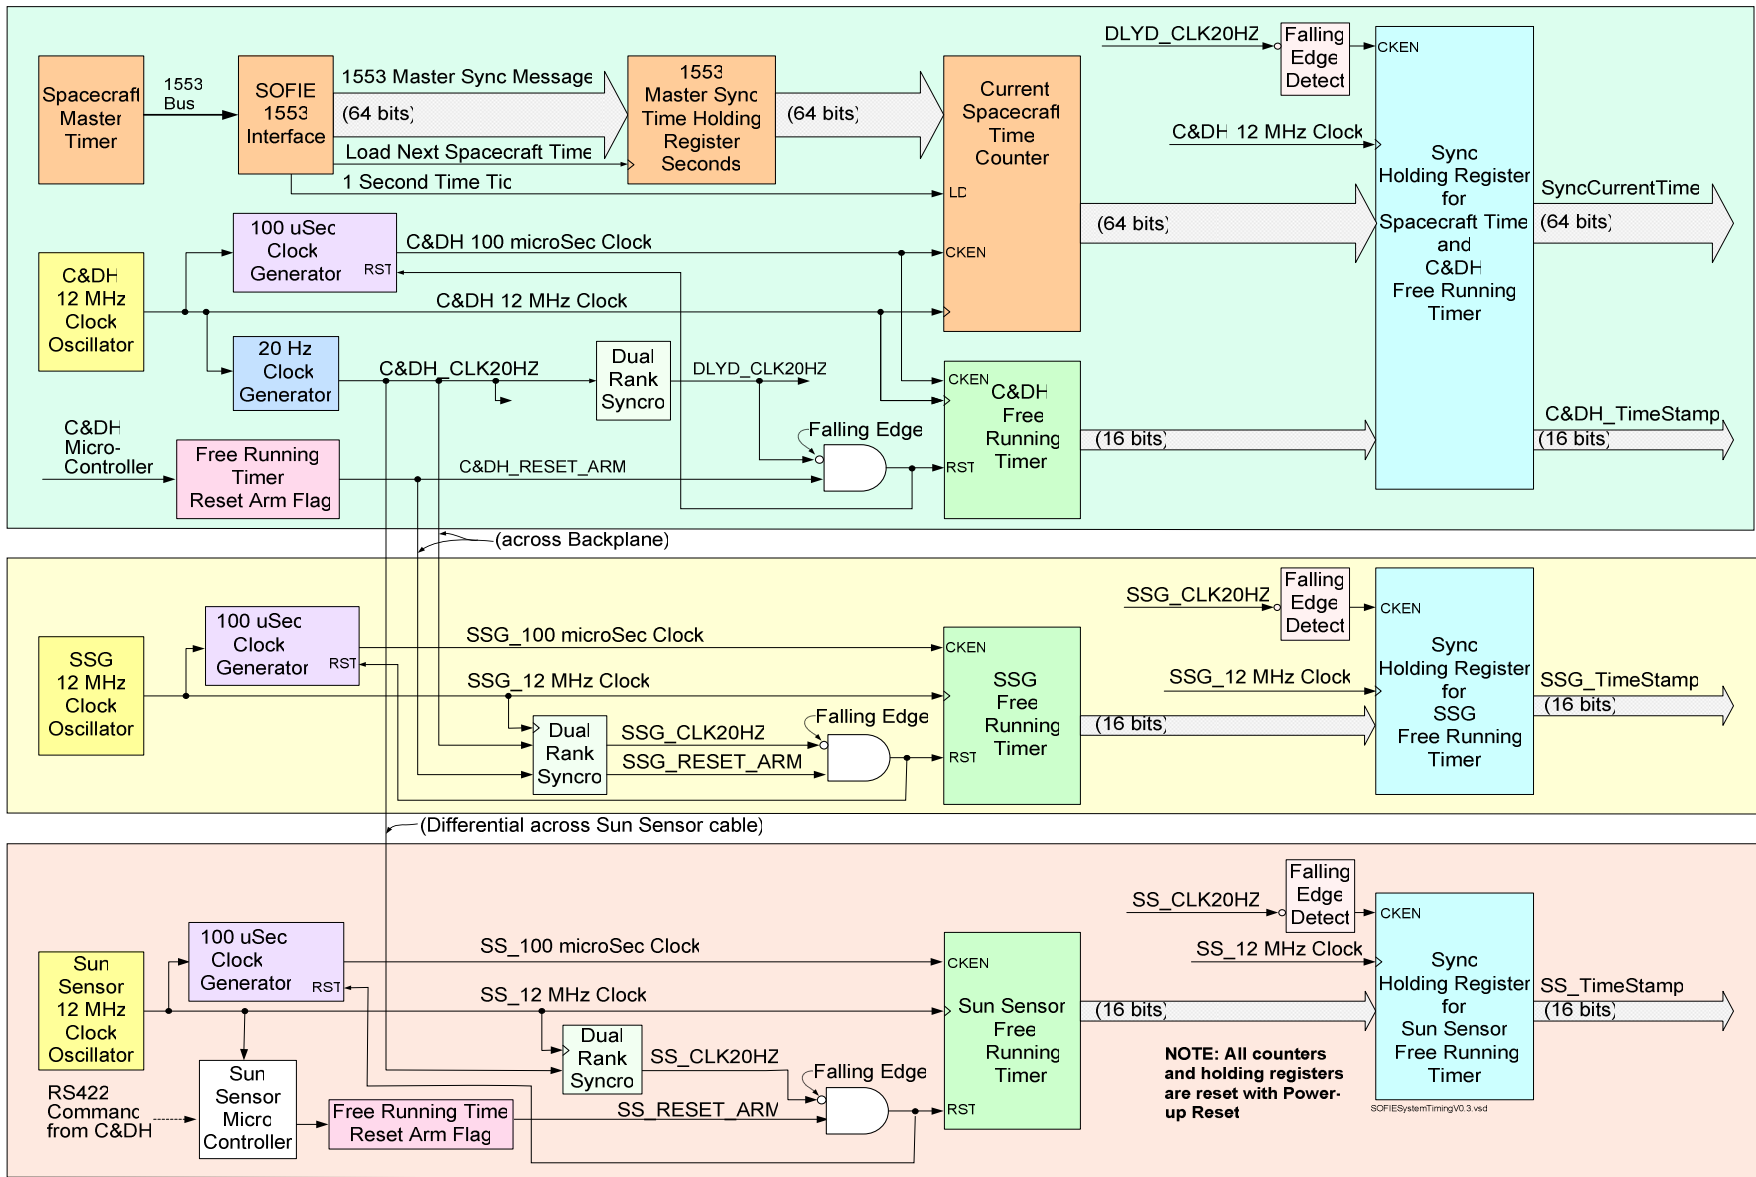 DLYD_CLK20HZ
Falling
Edge
Detect
CKEN
Spacecraft
Master
Timer
1553
Bus
SOFIE
1553
Interface
1553 Master Sync Message
(64 bits)
Load Next Spacecraft Time
1 Second Time Tic
1553
Master Sync
Time Holding
Register
Seconds
(64 bits)
Current
Spacecraft
Time
Counter
LD
CKEN
(64 bits)
C&DH 12 MHz Clock
Sync
Holding Register
for
Spacecraft Time
and
C&DH
Free Running
Timer
SyncCurrentTime
(64 bits)
C&DH_TimeStamp
(16 bits)
C&DH
12 MHz
Clock
Oscillator
100 uSec
Clock
Generator
RST
C&DH 100 microSec Clock
C&DH 12 MHz Clock
20 Hz
Clock
Generator
C&DH_CLK20HZ
Dual
Rank
Syncro
DLYD_CLK20HZ
Falling Edge
CKEN
C&DH
Free
Running
Timer
RST
(16 bits)
C&DH
Micro-
Controller
Free Running
Timer
Reset Arm Flag
C&DH_RESET_ARM
(across Backplane)
SSG_CLK20HZ
Falling
Edge
Detect
CKEN
SSG
12 MHz
Clock
Oscillator
100 uSec
Clock
Generator
RST
SSG_100 microSec Clock
SSG_12 MHz Clock
Dual
Rank
Syncro
SSG_CLK20HZ
SSG_RESET_ARM
Falling Edge
CKEN
SSG
Free
Running
Timer
RST
(16 bits)
SSG_12 MHz Clock
Sync
Holding Register
for
SSG
Free Running
Timer
SSG_TimeStamp
(16 bits)
(Differential across Sun Sensor cable)
SS_CLK20HZ
Falling
Edge
Detect
CKEN
Sun
Sensor
12 MHz
Clock
Oscillator
100 uSec
Clock
Generator
RST
SS_100 microSec Clock
SS_12 MHz Clock
Dual
Rank
Syncro
SS_CLK20HZ
Falling Edge
CKEN
Sun Sensor
Free
Running
Timer
RST
(16 bits)
SS_12 MHz Clock
Sync
Holding Register
for
Sun Sensor
Free Running
Timer
SS_TimeStamp
(16 bits)
RS422
Command
from C&DH
Sun
Sensor
Micro
Controller
Free Running Time
Reset Arm Flag
SS_RESET_ARM
NOTE: All counters
and holding registers
are reset with Power-
up Reset
SOFIESystemTimingV0.3.vsd